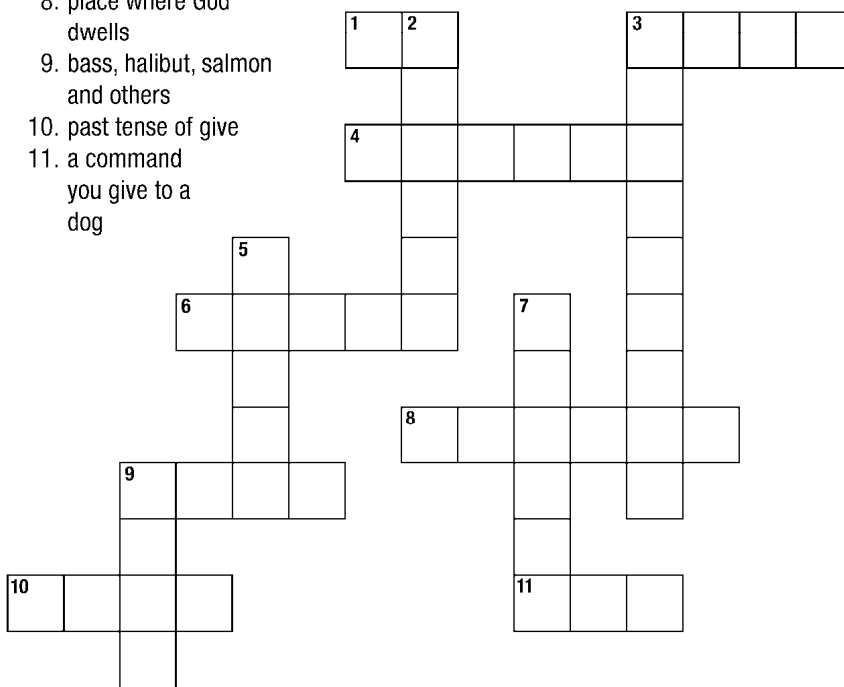 8. place where God
dwells
9. bass, halibut, salmon
and others
10. past tense of give
11. a command
you give to a
dog
1 2 3
4
5
6 7
8
9
10 11